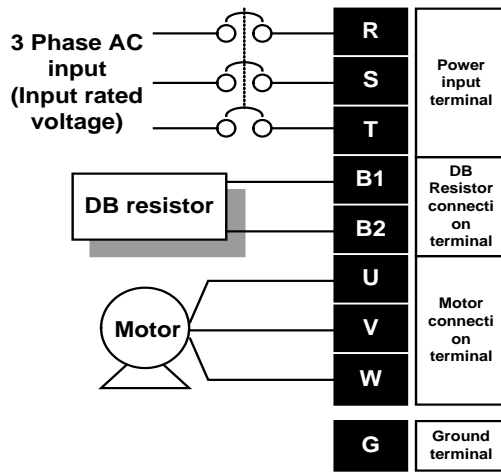 3 Phase AC
input
(Input rated
voltage)
R
S
T
Power
input
terminal
DB resistor
B1
B2
DB
Resistor
connecti
on
terminal
Motor
U
V
W
Motor
connecti
on
terminal
G
Ground
terminal